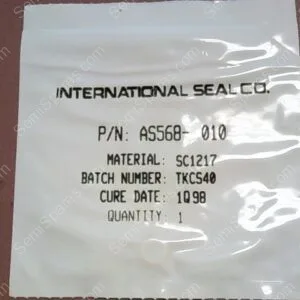 INTERNATIONAL SEAL CO.
P/N: AS568- 010
MATERIAL: SC1217
BATCH NUMBER: TKCS40
CURE DATE: 1Q98
QUANTITY: 1